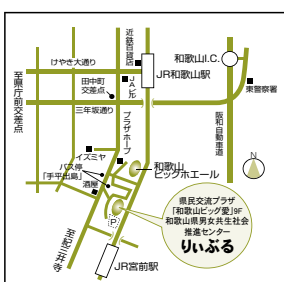 近鉄百貨店
和歌山I.C.
けやき大通り
JAビル
JR和歌山駅
田中町
交差点
東警察署
至県庁前交差点
三年坂通り
プラザホープ
阪和自動車道
イズミヤ
バス停
「手平出島」
和歌山
ビッグホエール
酒屋
N
県民交流プラザ
「和歌山ビッグ愛」9F
和歌山県男女共生社会
推進センター
りぃぶる
P
至紀三井寺
JR宮前駅